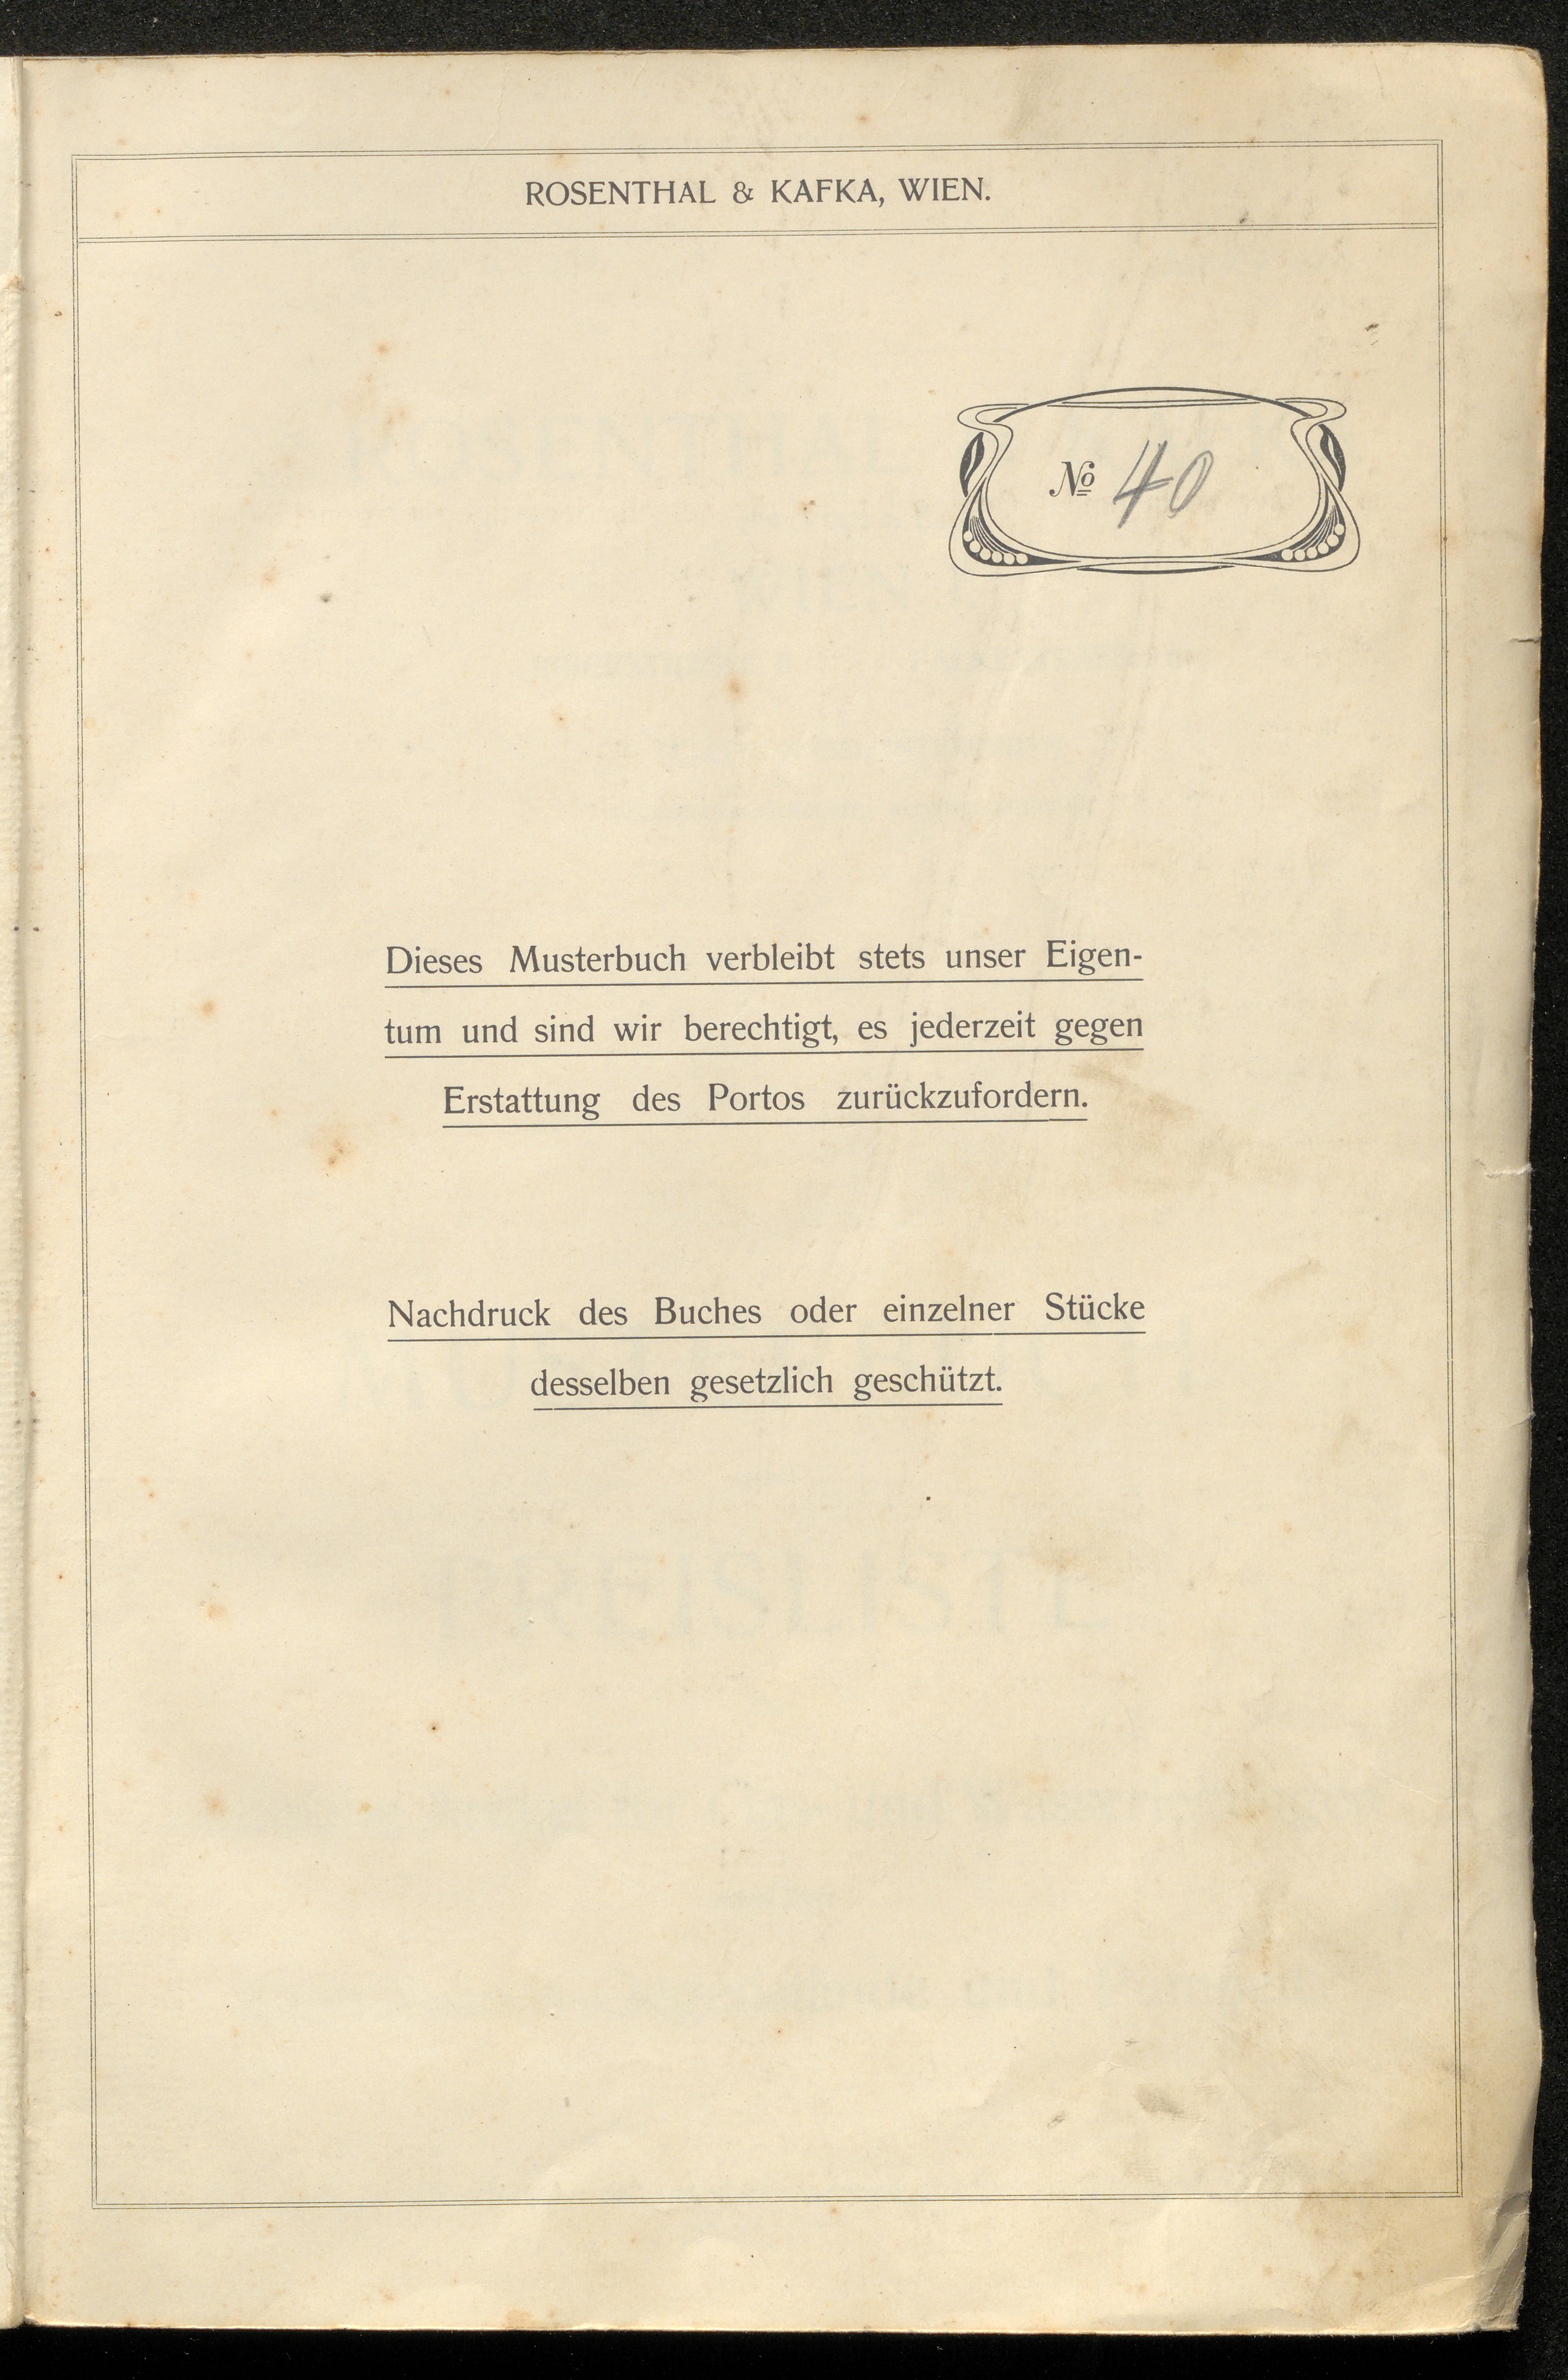 ROSENTHAL & KAFKA, WIEN.
№ 40
Dieses Musterbuch verbleibt stets unser Eigen-
tum und sind wir berechtigt, es jederzeit gegen
Erstattung des Portos zurückzufordern.
Nachdruck des Buches oder einzelner Stücke
desselben gesetzlich geschützt.